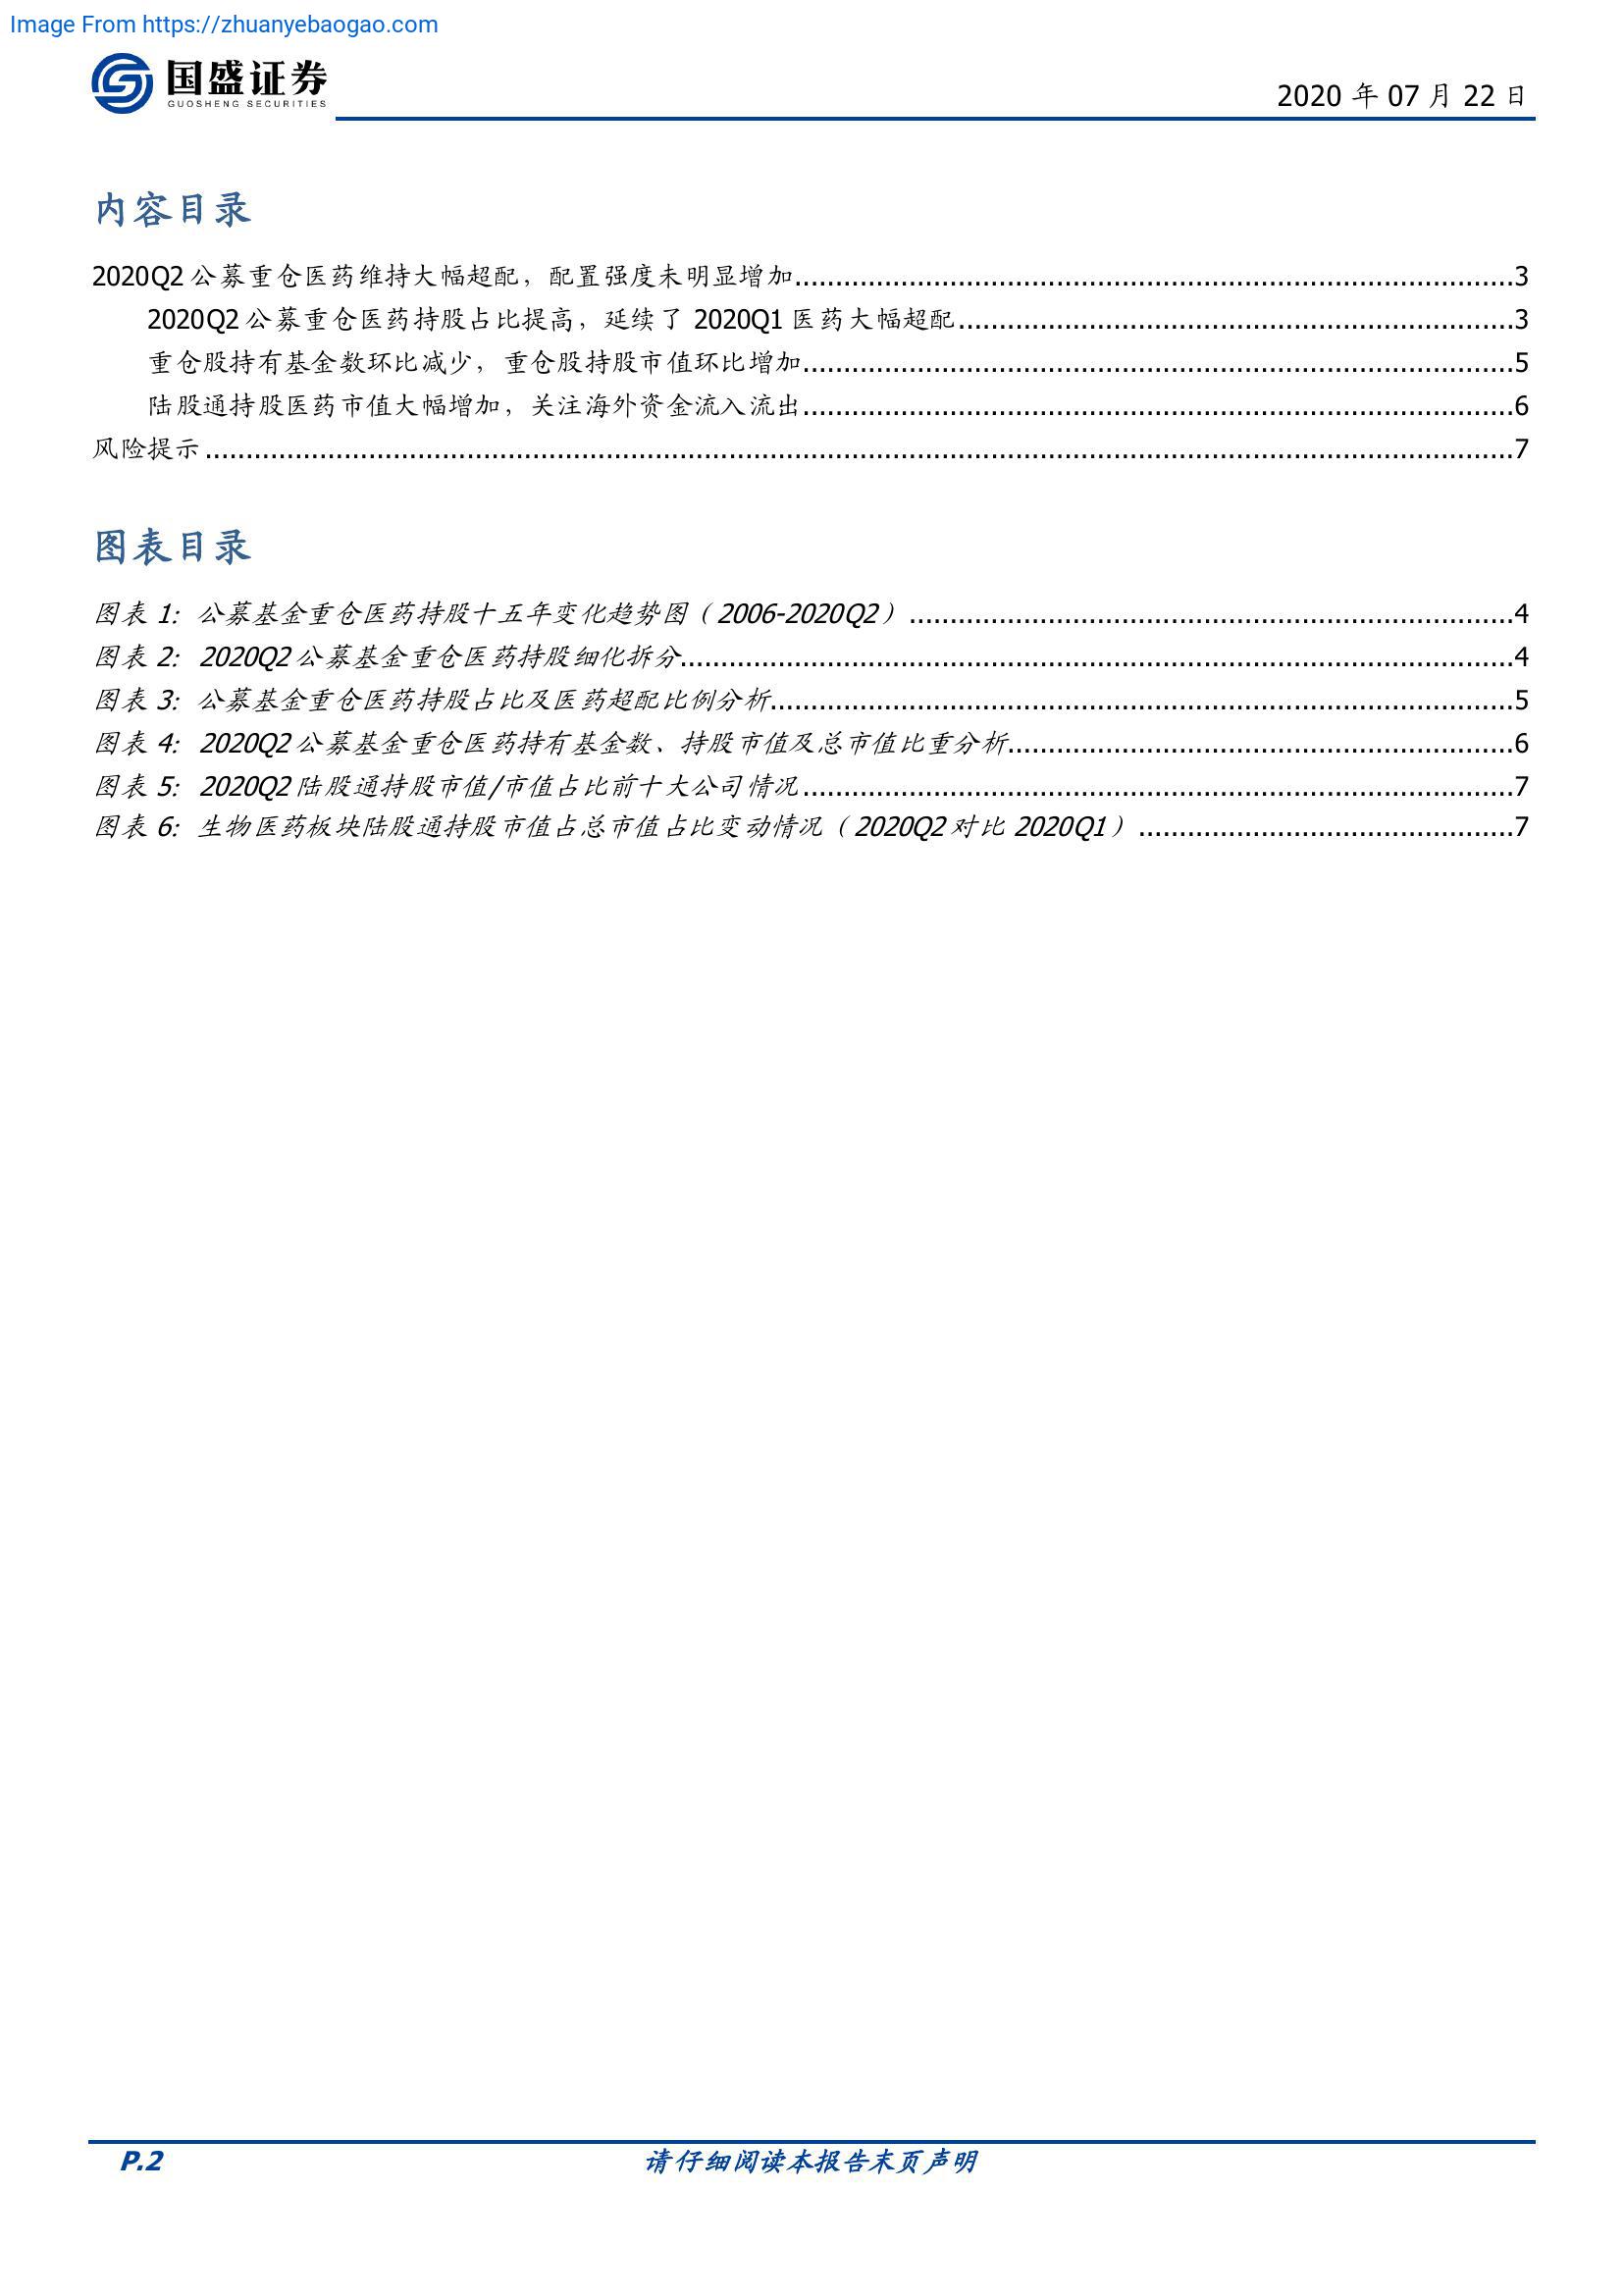 Image From https://zhuanyebaogao.com
国盛证券
GUOSHENG SECURITIES
2020 年 07 月 22 日
内容目录
2020Q2 公募重仓医药维持大幅超配，配置强度未明显增加........................................3
2020Q2 公募重仓医药持股占比提高，延续了 2020Q1 医药大幅超配........................................3
重仓股持有基金数环比减少，重仓股持股市值环比增加........................................5
陆股通持股医药市值大幅增加，关注海外资金流入流出........................................6
风险提示........................................7
图表目录
图表 1：公募基金重仓医药持股十五年变化趋势图（2006-2020Q2）........................................4
图表 2：2020Q2 公募基金重仓医药持股细化拆分........................................4
图表 3：公募基金重仓医药持股占比及医药超配比例分析........................................5
图表 4：2020Q2 公募基金重仓医药持有基金数、持股市值及总市值比重分析........................................6
图表 5：2020Q2 陆股通持股市值/市值占比前十大公司情况........................................7
图表 6：生物医药板块陆股通持股市值占总市值占比变动情况（2020Q2 对比 2020Q1）........................................7
P.2
请仔细阅读本报告末页声明